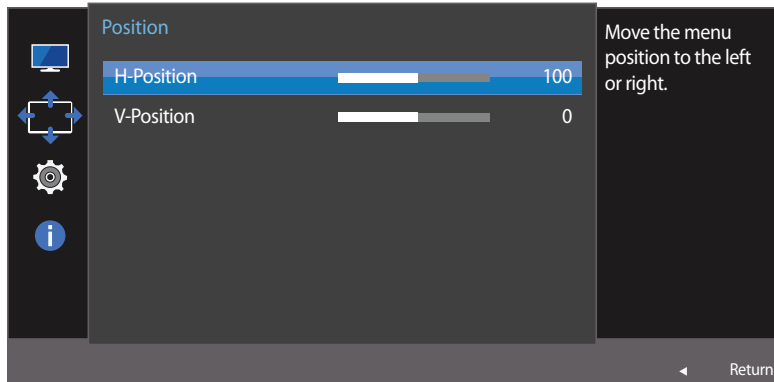 Position
H-Position 100
V-Position 0
Move the menu
position to the left
or right.
Return